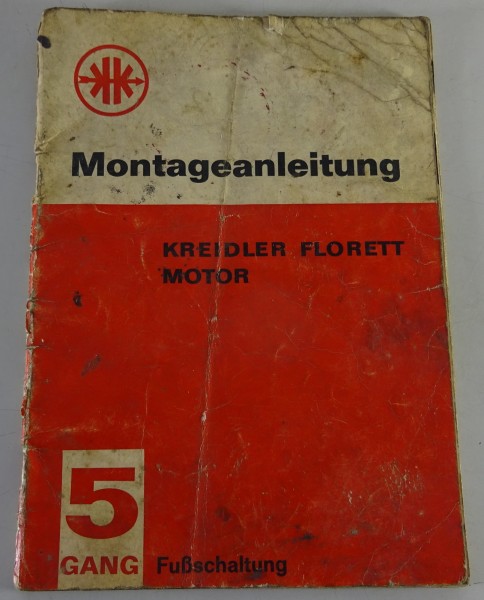 Montageanleitung
KREIDLER FLORETT
MOTOR
5
GANG Fußschaltung